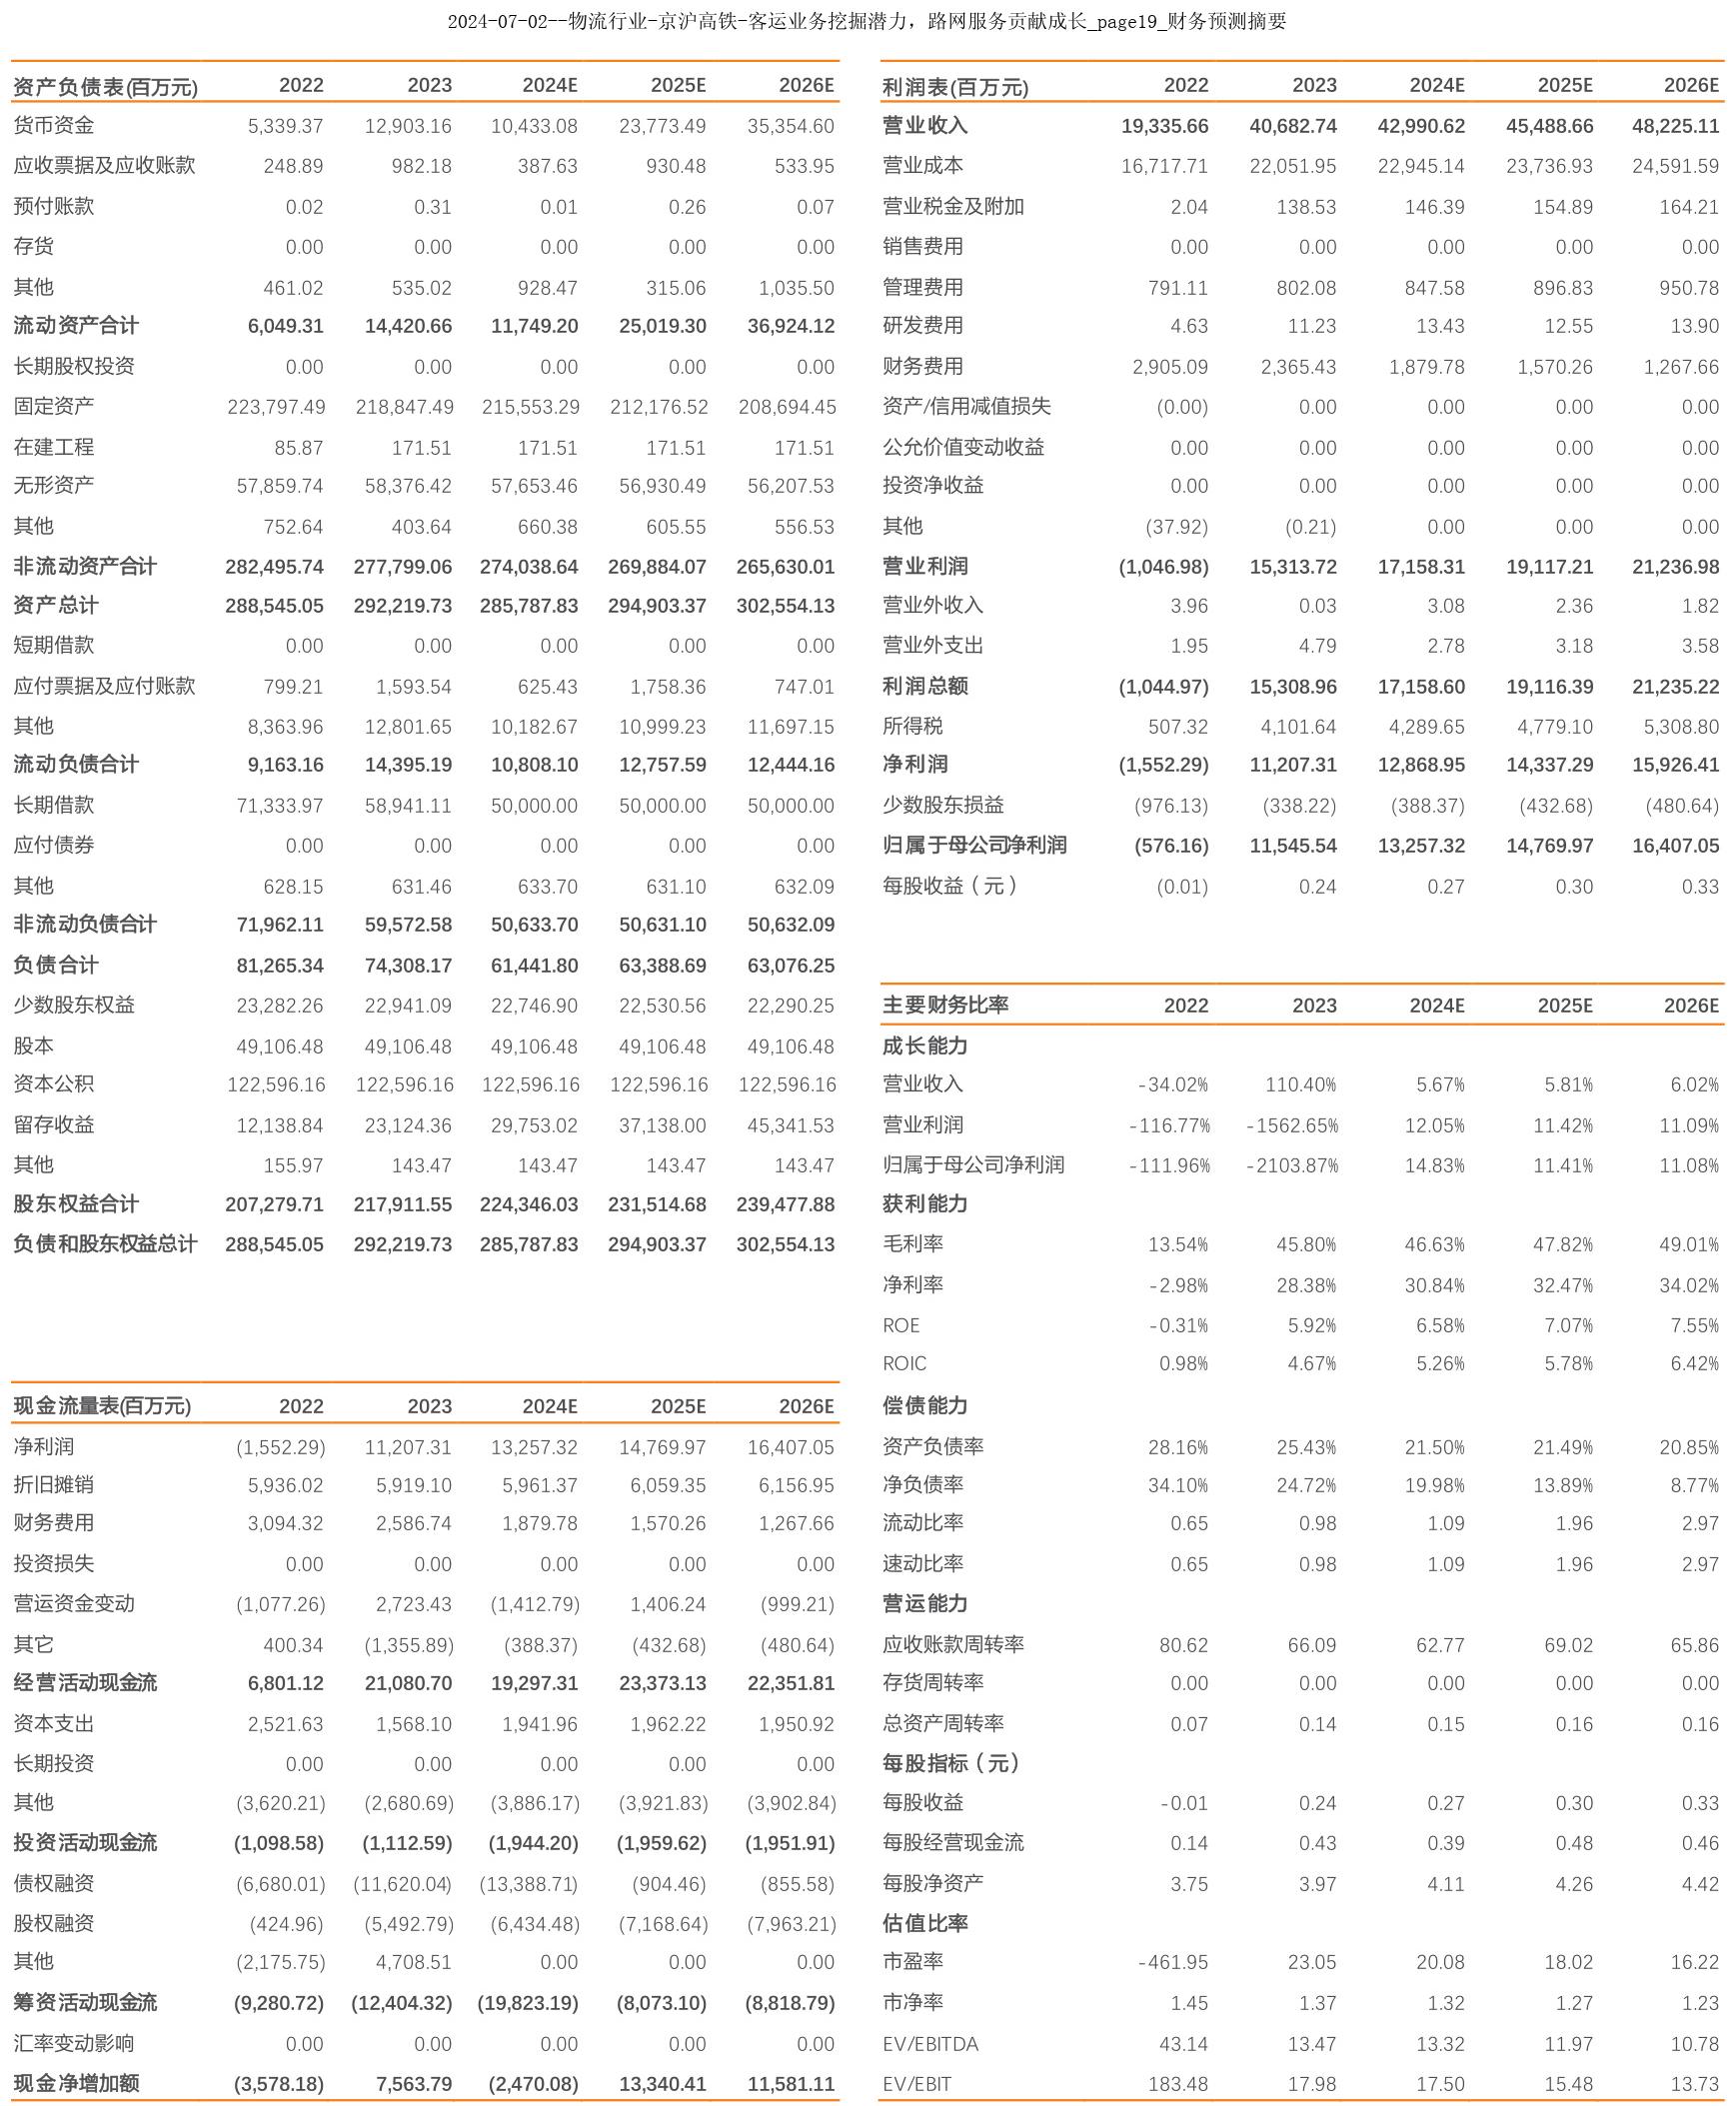 2024-07-02--物流行业-京沪高铁-客运业务挖掘潜力，路网服务贡献成长_page19_财务预测摘要
资产负债表(百万元) 2022 2023 2024E 2025E 2026E
货币资金 5,339.37 12,903.16 10,433.08 23,773.49 35,354.60
应收票据及应收账款 248.89 982.18 387.63 930.48 533.95
预付账款 0.02 0.31 0.01 0.26 0.07
存货 0.00 0.00 0.00 0.00 0.00
其他 461.02 535.02 928.47 315.06 1,035.50
流动资产合计 6,049.31 14,420.66 11,749.20 25,019.30 36,924.12
长期股权投资 0.00 0.00 0.00 0.00 0.00
固定资产 223,797.49 218,847.49 215,553.29 212,176.52 208,694.45
在建工程 85.87 171.51 171.51 171.51 171.51
无形资产 57,859.74 58,376.42 57,653.46 56,930.49 56,207.53
其他 752.64 403.64 660.38 605.55 556.53
非流动资产合计 282,495.74 277,799.06 274,038.64 269,884.07 265,630.01
资产总计 288,545.05 292,219.73 285,787.83 294,903.37 302,554.13
短期借款 0.00 0.00 0.00 0.00 0.00
应付票据及应付账款 799.21 1,593.54 625.43 1,758.36 747.01
其他 8,363.96 12,801.65 10,182.67 10,999.23 11,697.15
流动负债合计 9,163.16 14,395.19 10,808.10 12,757.59 12,444.16
长期借款 71,333.97 58,941.11 50,000.00 50,000.00 50,000.00
应付债券 0.00 0.00 0.00 0.00 0.00
其他 628.15 631.46 633.70 631.10 632.09
非流动负债合计 71,962.11 59,572.58 50,633.70 50,631.10 50,632.09
负债合计 81,265.34 74,308.17 61,441.80 63,388.69 63,076.25
少数股东权益 23,282.26 22,941.09 22,746.90 22,530.56 22,290.25
股本 49,106.48 49,106.48 49,106.48 49,106.48 49,106.48
资本公积 122,596.16 122,596.16 122,596.16 122,596.16 122,596.16
留存收益 12,138.84 23,124.36 29,753.02 37,138.00 45,341.53
其他 155.97 143.47 143.47 143.47 143.47
股东权益合计 207,279.71 217,911.55 224,346.03 231,514.68 239,477.88
负债和股东权益总计 288,545.05 292,219.73 285,787.83 294,903.37 302,554.13
现金流量表(百万元) 2022 2023 2024E 2025E 2026E
净利润 (1,552.29) 11,207.31 13,257.32 14,769.97 16,407.05
折旧摊销 5,936.02 5,919.10 5,961.37 6,059.35 6,156.95
财务费用 3,094.32 2,586.74 1,879.78 1,570.26 1,267.66
投资损失 0.00 0.00 0.00 0.00 0.00
营运资金变动 (1,077.26) 2,723.43 (1,412.79) 1,406.24 (999.21)
其它 400.34 (1,355.89) (388.37) (432.68) (480.64)
经营活动现金流 6,801.12 21,080.70 19,297.31 23,373.13 22,351.81
资本支出 2,521.63 1,568.10 1,941.96 1,962.22 1,950.92
长期投资 0.00 0.00 0.00 0.00 0.00
其他 (3,620.21) (2,680.69) (3,886.17) (3,921.83) (3,902.84)
投资活动现金流 (1,098.58) (1,112.59) (1,944.20) (1,959.62) (1,951.91)
债权融资 (6,680.01) (11,620.04) (13,388.71) (904.46) (855.58)
股权融资 (424.96) (5,492.79) (6,434.48) (7,168.64) (7,963.21)
其他 (2,175.75) 4,708.51 0.00 0.00 0.00
筹资活动现金流 (9,280.72) (12,404.32) (19,823.19) (8,073.10) (8,818.79)
汇率变动影响 0.00 0.00 0.00 0.00 0.00
现金净增加额 (3,578.18) 7,563.79 (2,470.08) 13,340.41 11,581.11
利润表(百万元) 2022 2023 2024E 2025E 2026E
营业收入 19,335.66 40,682.74 42,990.62 45,488.66 48,225.11
营业成本 16,717.71 22,051.95 22,945.14 23,736.93 24,591.59
营业税金及附加 2.04 138.53 146.39 154.89 164.21
销售费用 0.00 0.00 0.00 0.00 0.00
管理费用 791.11 802.08 847.58 896.83 950.78
研发费用 4.63 11.23 13.43 12.55 13.90
财务费用 2,905.09 2,365.43 1,879.78 1,570.26 1,267.66
资产/信用减值损失 (0.00) 0.00 0.00 0.00 0.00
公允价值变动收益 0.00 0.00 0.00 0.00 0.00
投资净收益 0.00 0.00 0.00 0.00 0.00
其他 (37.92) (0.21) 0.00 0.00 0.00
营业利润 (1,046.98) 15,313.72 17,158.31 19,117.21 21,236.98
营业外收入 3.96 0.03 3.08 2.36 1.82
营业外支出 1.95 4.79 2.78 3.18 3.58
利润总额 (1,044.97) 15,308.96 17,158.60 19,116.39 21,235.22
所得税 507.32 4,101.64 4,289.65 4,779.10 5,308.80
净利润 (1,552.29) 11,207.31 12,868.95 14,337.29 15,926.41
少数股东损益 (976.13) (338.22) (388.37) (432.68) (480.64)
归属于母公司净利润 (576.16) 11,545.54 13,257.32 14,769.97 16,407.05
每股收益（元） (0.01) 0.24 0.27 0.30 0.33
主要财务比率 2022 2023 2024E 2025E 2026E
成长能力
营业收入 -34.02% 110.40% 5.67% 5.81% 6.02%
营业利润 -116.77% -1562.65% 12.05% 11.42% 11.09%
归属于母公司净利润 -111.96% -2103.87% 14.83% 11.41% 11.08%
获利能力
毛利率 13.54% 45.80% 46.63% 47.82% 49.01%
净利率 -2.98% 28.38% 30.84% 32.47% 34.02%
ROE -0.31% 5.92% 6.58% 7.07% 7.55%
ROIC 0.98% 4.67% 5.26% 5.78% 6.42%
偿债能力
资产负债率 28.16% 25.43% 21.50% 21.49% 20.85%
净负债率 34.10% 24.72% 19.98% 13.89% 8.77%
流动比率 0.65 0.98 1.09 1.96 2.97
速动比率 0.65 0.98 1.09 1.96 2.97
营运能力
应收账款周转率 80.62 66.09 62.77 69.02 65.86
存货周转率 0.00 0.00 0.00 0.00 0.00
总资产周转率 0.07 0.14 0.15 0.16 0.16
每股指标（元）
每股收益 -0.01 0.24 0.27 0.30 0.33
每股经营现金流 0.14 0.43 0.39 0.48 0.46
每股净资产 3.75 3.97 4.11 4.26 4.42
估值比率
市盈率 -461.95 23.05 20.08 18.02 16.22
市净率 1.45 1.37 1.32 1.27 1.23
EV/EBITDA 43.14 13.47 13.32 11.97 10.78
EV/EBIT 183.48 17.98 17.50 15.48 13.73